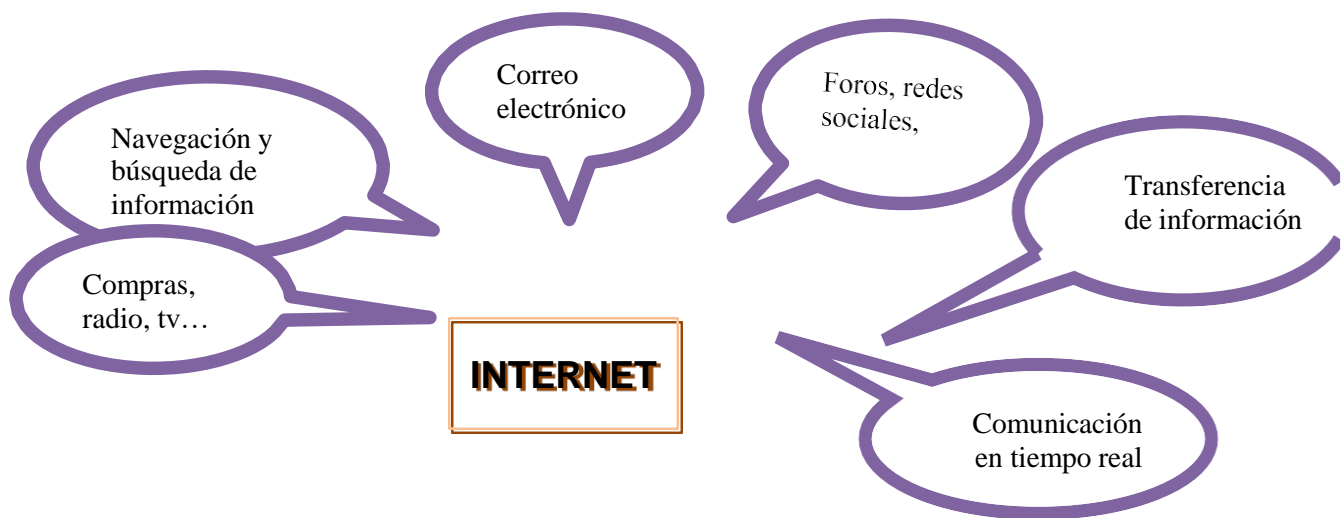 Correo
electrónico
Foros, redes
sociales,
Navegación y
búsqueda de
información
Transferencia
de información
Compras,
radio, tv…
INTERNET
Comunicación
en tiempo real